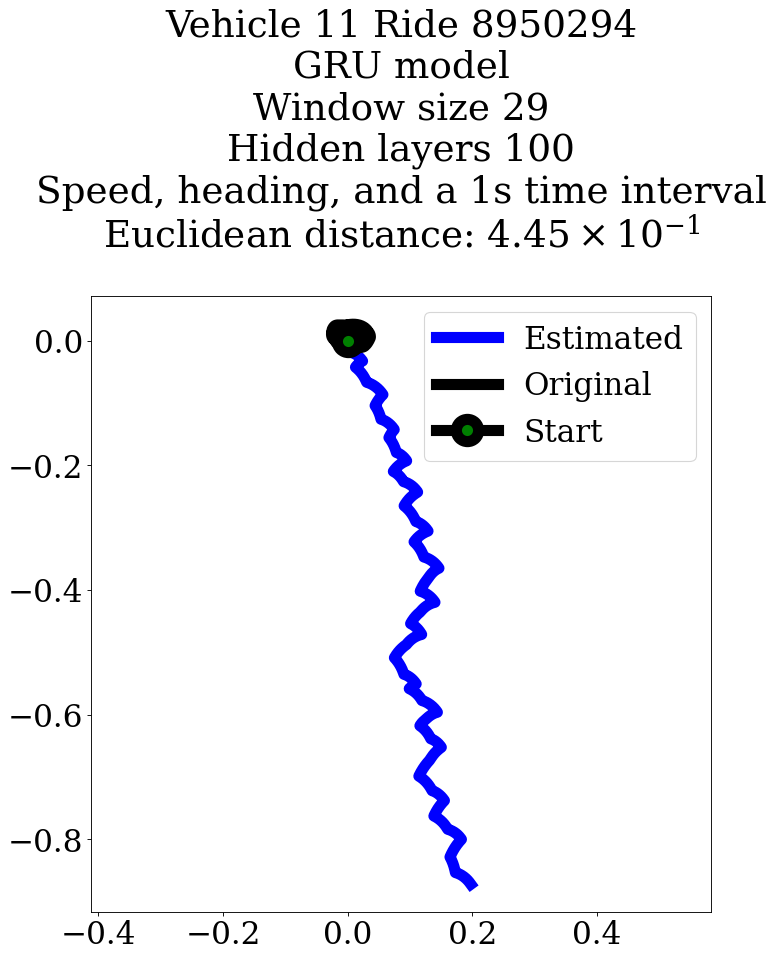 Vehicle 11 Ride 8950294
GRU model
Window size 29
Hidden layers 100
Speed, heading, and a 1s time interval
Euclidean distance: 4.45 × 10⁻¹
Estimated
Original
Start
0.0
−0.2
−0.4
−0.6
−0.8
−0.4 −0.2 0.0 0.2 0.4